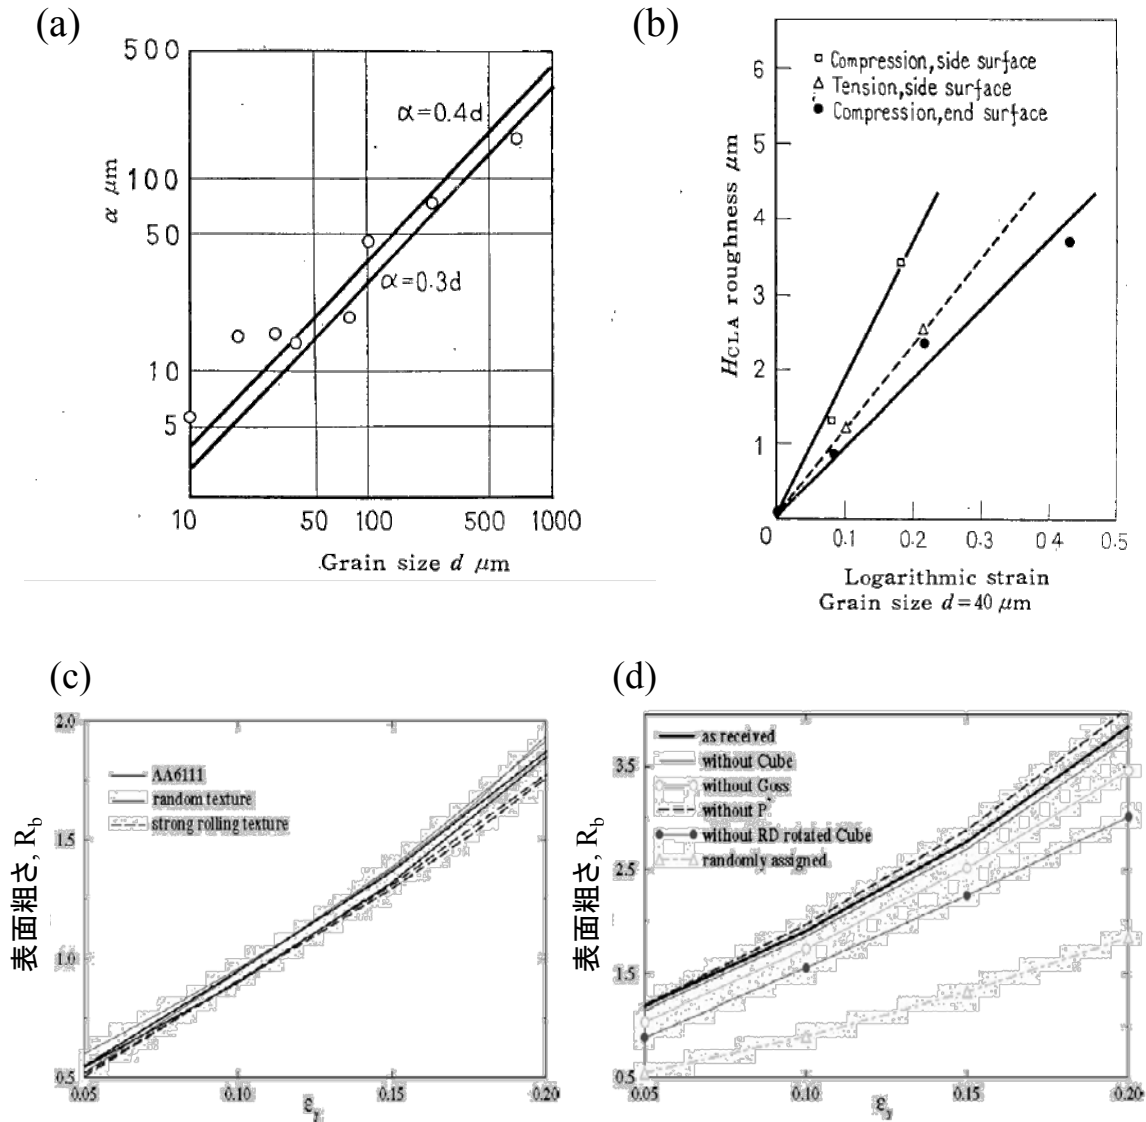 (a)
500
100
50
10
5
α μm
α=0.4d
α=0.3d
10
50
100
500
1000
Grain size d μm
(b)
6
5
4
3
2
1
0
H_CLA roughness μm
Compression, side surface
Tension, side surface
Compression, end surface
0.1
0.2
0.3
0.4
0.5
Logarithmic strain
Grain size d=40 μm
(c)
2.0
1.5
1.0
0.5
表面粗さ, R_b
AA6111
random texture
strong rolling texture
0.05
0.10
0.15
0.20
ε_y
(d)
3.5
2.5
1.5
0.5
表面粗さ, R_b
as received
without Cube
without Goss
without P
without RD rotated Cube
randomly assigned
0.05
0.10
0.15
0.20
ε_y